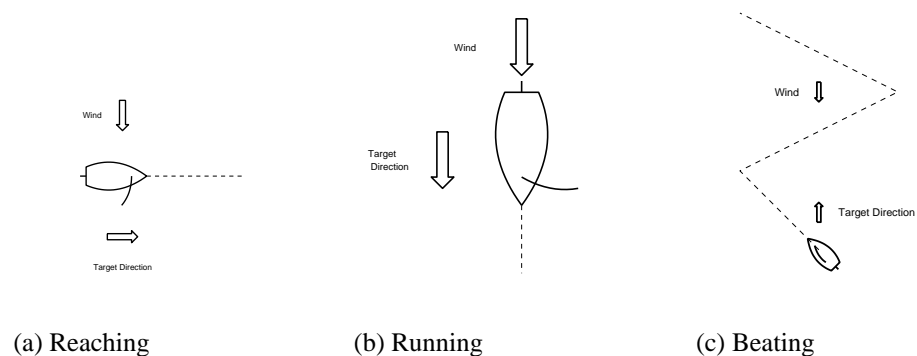 Wind
Target Direction
Wind
Target
Direction
Wind
Target Direction
(a) Reaching
(b) Running
(c) Beating